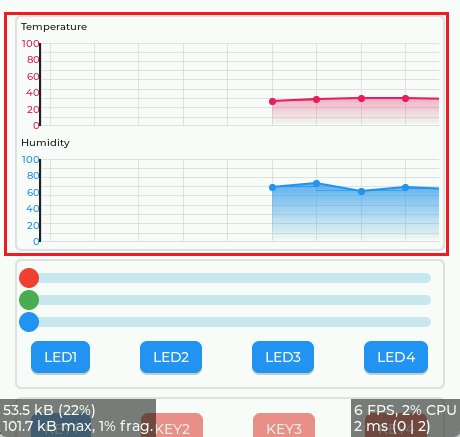 Temperature
100
80
60
40
20
0
Humidity
100
80
60
40
20
0
LED1 LED2 LED3 LED4
53.5 kB (22%)
101.7 kB max, 1% frag.
KEY2 KEY3
6 FPS, 2% CPU
2 ms (0 | 2)